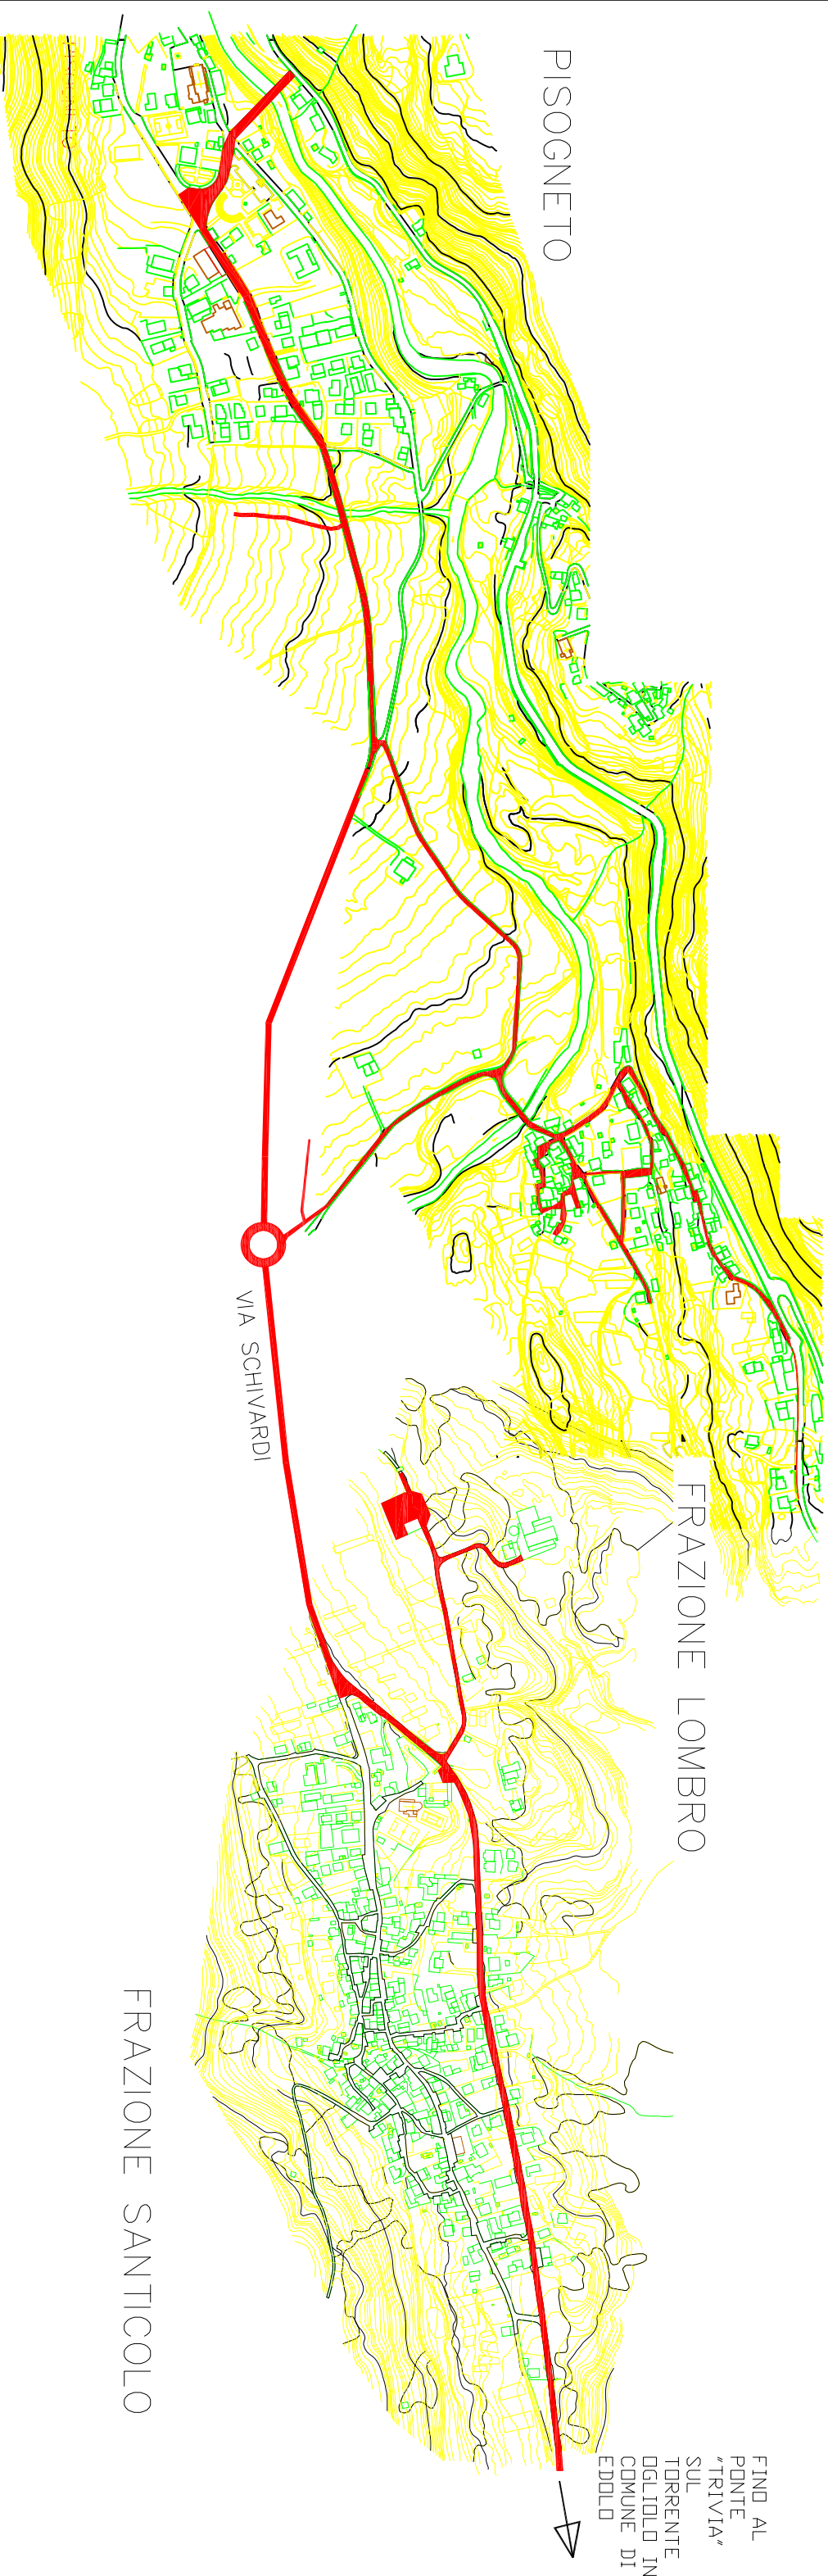 PISOGNETO
VIA SCHIVARDI
FRAZIONE LOMBRO
FRAZIONE SANTICOLO
FINO AL
PONTE
"TRIVIA"
SUL
TORRENTE
OGLIOLO IN
COMUNE DI
EDOLO